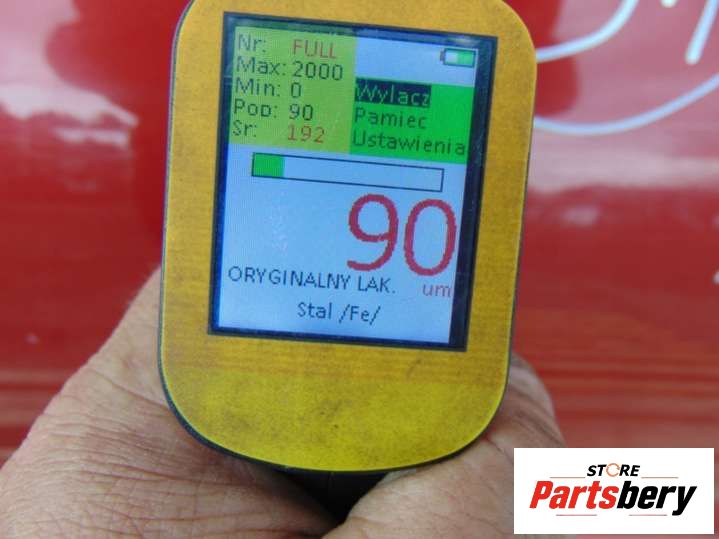 Nr: FULL
Max: 2000
Min: 0
Pop: 90
Sr: 192
Wylacz
Pamiec
Ustawienia
90
um
ORYGINALNY LAK.
Stal /Fe/
STORE
Partsbery